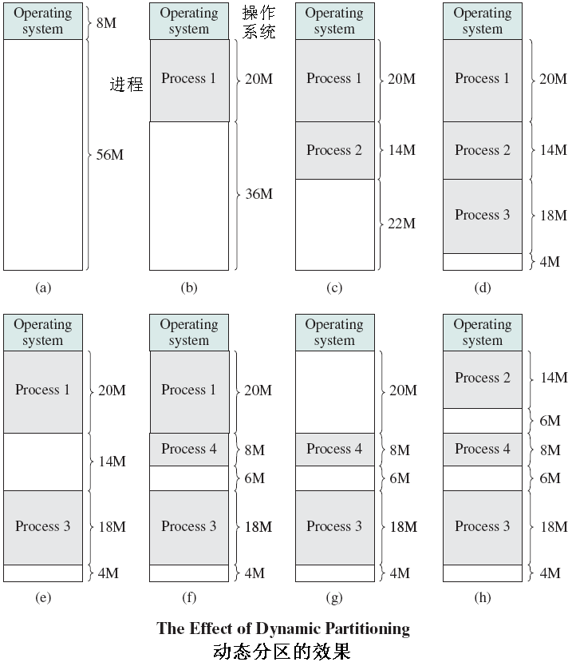 Operating
system
8M
56M
(a)
Operating
system
操作
系统
进程
Process 1
20M
36M
(b)
Operating
system
Process 1
20M
Process 2
14M
22M
(c)
Operating
system
Process 1
20M
Process 2
14M
Process 3
18M
4M
(d)
Operating
system
Process 1
20M
14M
Process 3
18M
4M
(e)
Operating
system
Process 1
20M
Process 4
8M
6M
Process 3
18M
4M
(f)
Operating
system
20M
Process 4
8M
6M
Process 3
18M
4M
(g)
Operating
system
Process 2
14M
6M
Process 4
8M
6M
Process 3
18M
4M
(h)
The Effect of Dynamic Partitioning
动态分区的效果